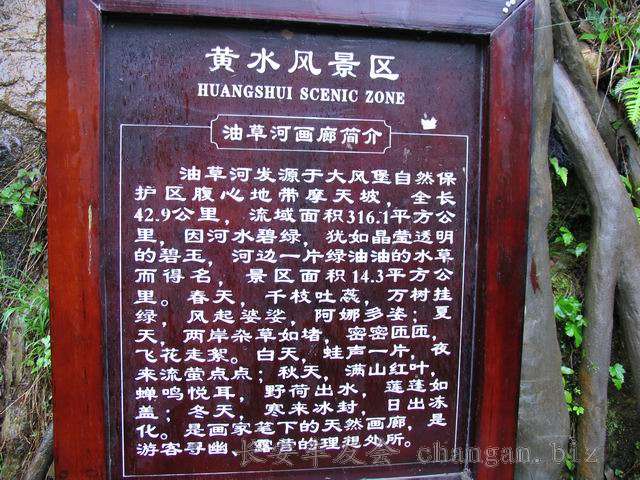 黄水风景区
HUANGSHUI SCENIC ZONE
油草河画廊简介
油草河发源于大风堡自然保
护区腹心地带摩天坡，全长
42.9公里，流域面积316.1平方公
里，因河水碧绿，犹如晶莹透明
的碧玉，河边一片绿油油的水草
而得名，景区面积14.3平方公
里。春天，千枝吐蕊，万树挂
绿，风起婆娑，阿娜多姿；夏
天，两岸杂草如堵，密密匝匝，
飞花走絮。白天，蛙声一片，夜
来流萤点点；秋天，满山红叶，
蝉鸣悦耳，野荷出水，莲莲如
盖；冬天，寒来冰封，日出冻
化。是画家笔下的天然画廊，是
游客寻幽、露营的理想处所。
长安车友会 changan.biz